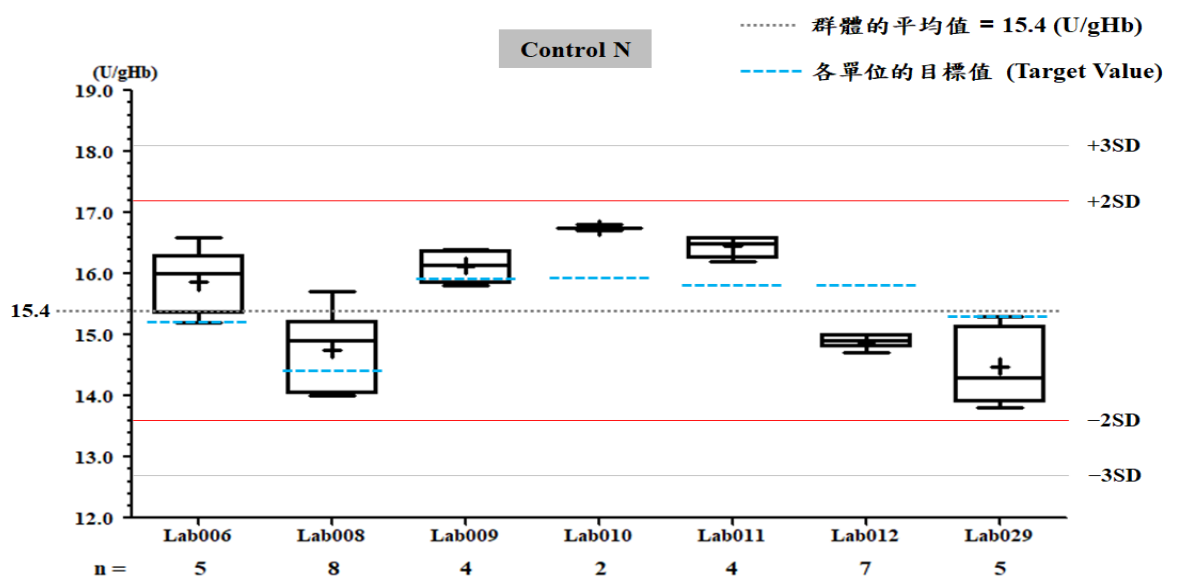 群體的平均值 = 15.4 (U/gHb)
Control N
各單位的目標值 (Target Value)
(U/gHb)
19.0
18.0
+3SD
+2SD
17.0
16.0
15.4
15.0
14.0
−2SD
13.0
−3SD
12.0
Lab006 Lab008 Lab009 Lab010 Lab011 Lab012 Lab029
n = 5 8 4 2 4 7 5